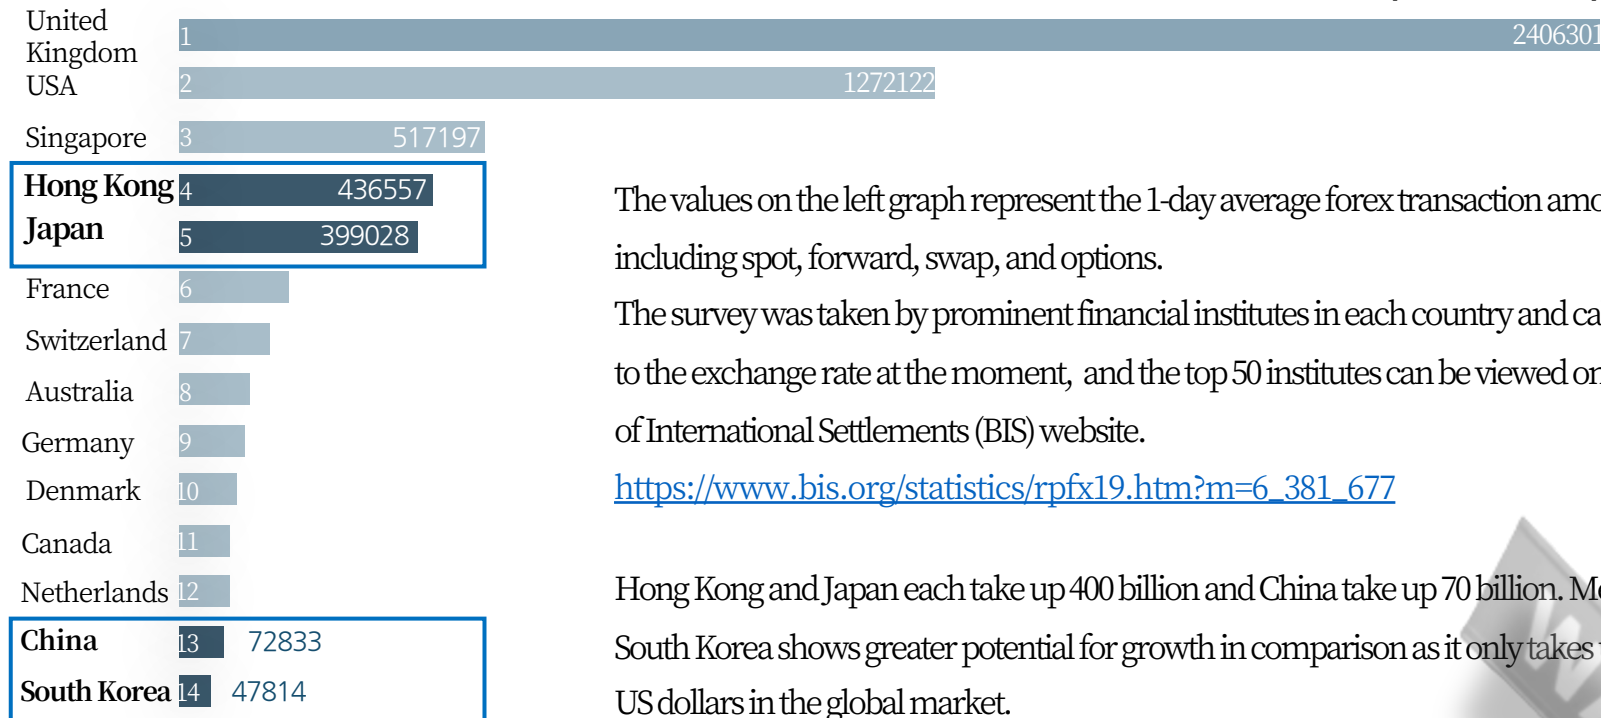 United
Kingdom
1
2406301
USA
2
1272122
Singapore
3
517197
Hong Kong
4
436557
Japan
5
399028
France
6
Switzerland
7
Australia
8
Germany
9
Denmark
10
Canada
11
Netherlands
12
China
13
72833
South Korea
14
47814
The values on the left graph represent the 1-day average forex transaction
including spot, forward, swap, and options.
The survey was taken by prominent financial institutes in each country and
to the exchange rate at the moment, and the top 50 institutes can be viewed on
of International Settlements (BIS) website.
https://www.bis.org/statistics/rpfx19.htm?m=6_381_677
Hong Kong and Japan each take up 400 billion and China take up 70 billion.
South Korea shows greater potential for growth in comparison as it only takes
US dollars in the global market.